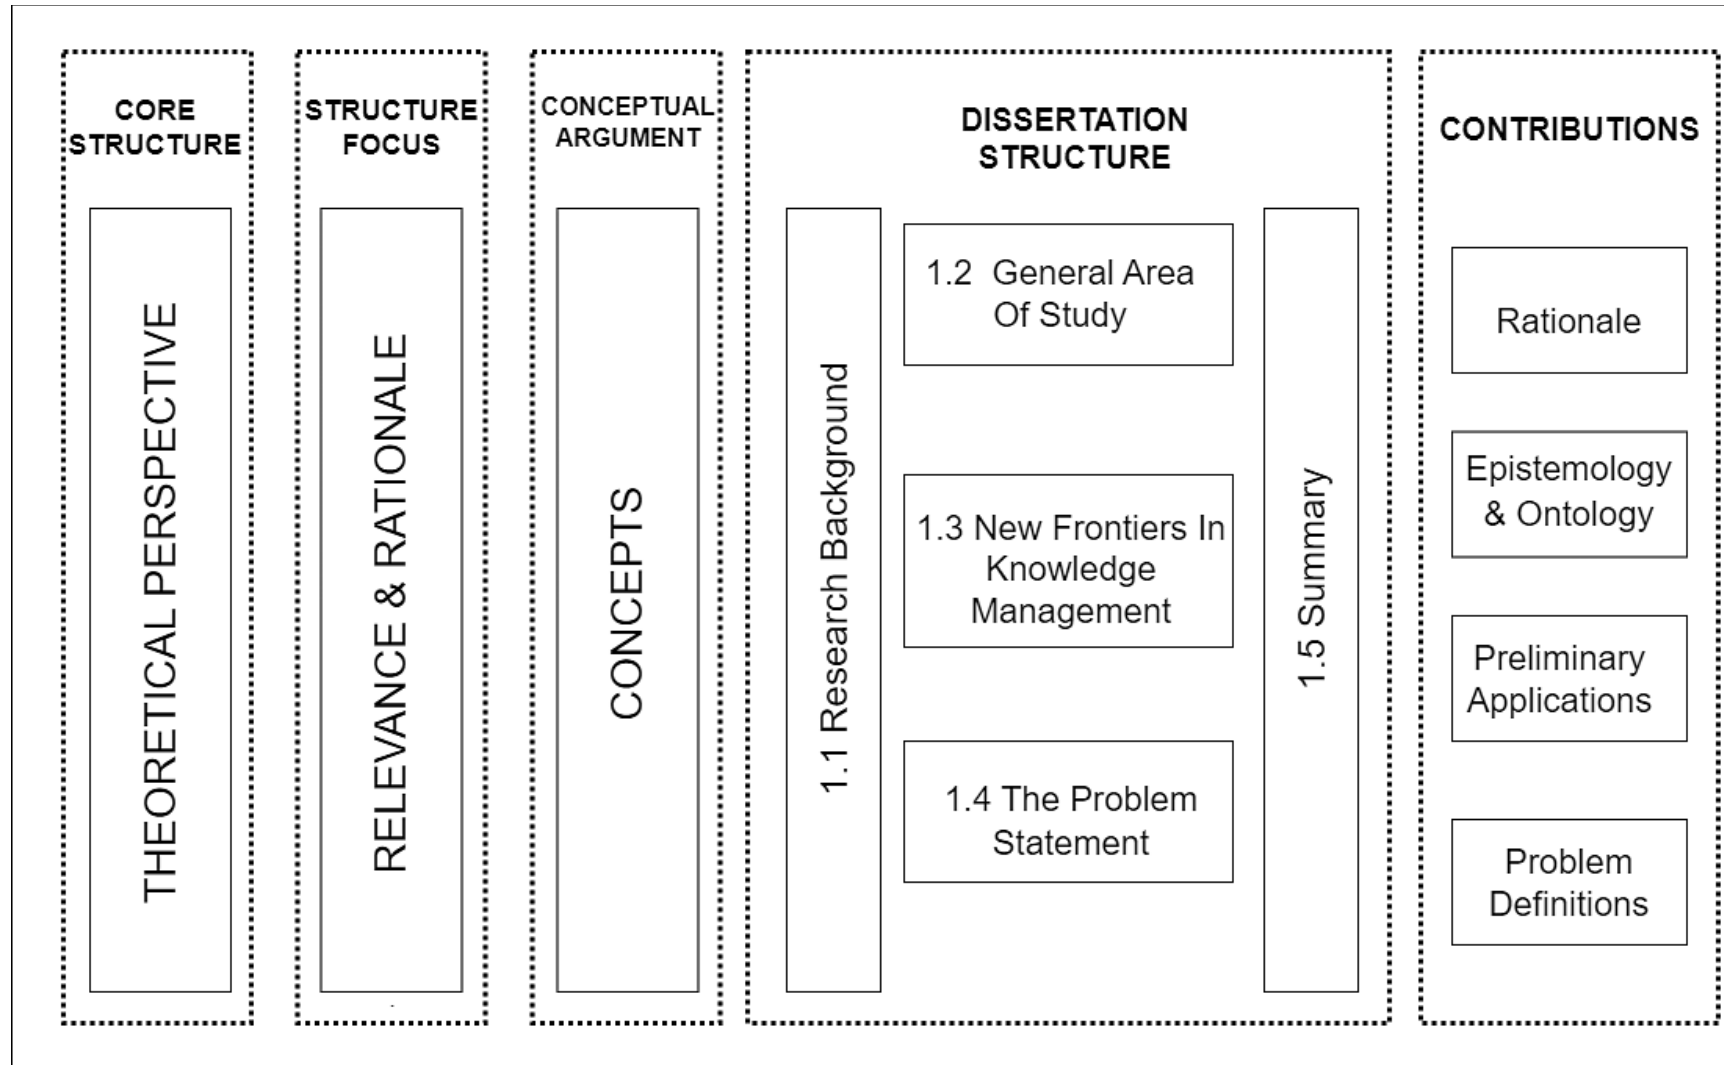 CORE
STRUCTURE
THEORETICAL PERSPECTIVE
STRUCTURE
FOCUS
RELEVANCE & RATIONALE
CONCEPTUAL
ARGUMENT
CONCEPTS
DISSERTATION
STRUCTURE
1.1 Research Background
1.2 General Area
Of Study
1.3 New Frontiers In
Knowledge
Management
1.4 The Problem
Statement
1.5 Summary
CONTRIBUTIONS
Rationale
Epistemology
& Ontology
Preliminary
Applications
Problem
Definitions